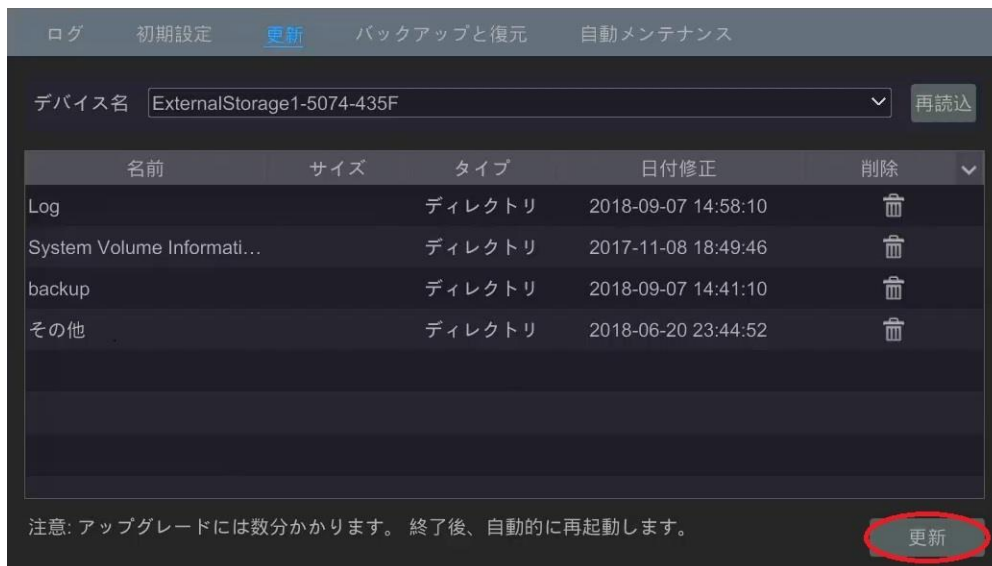 ログ 初期設定 更新 バックアップと復元 自動メンテナンス
デバイス名 ExternalStorage1-5074-435F 再読込
名前 サイズ タイプ 日付修正 削除
Log ディレクトリ 2018-09-07 14:58:10
System Volume Informati... ディレクトリ 2017-11-08 18:49:46
backup ディレクトリ 2018-09-07 14:41:10
その他 ディレクトリ 2018-06-20 23:44:52
注意: アップグレードには数分かかります。 終了後、自動的に再起動します。
更新